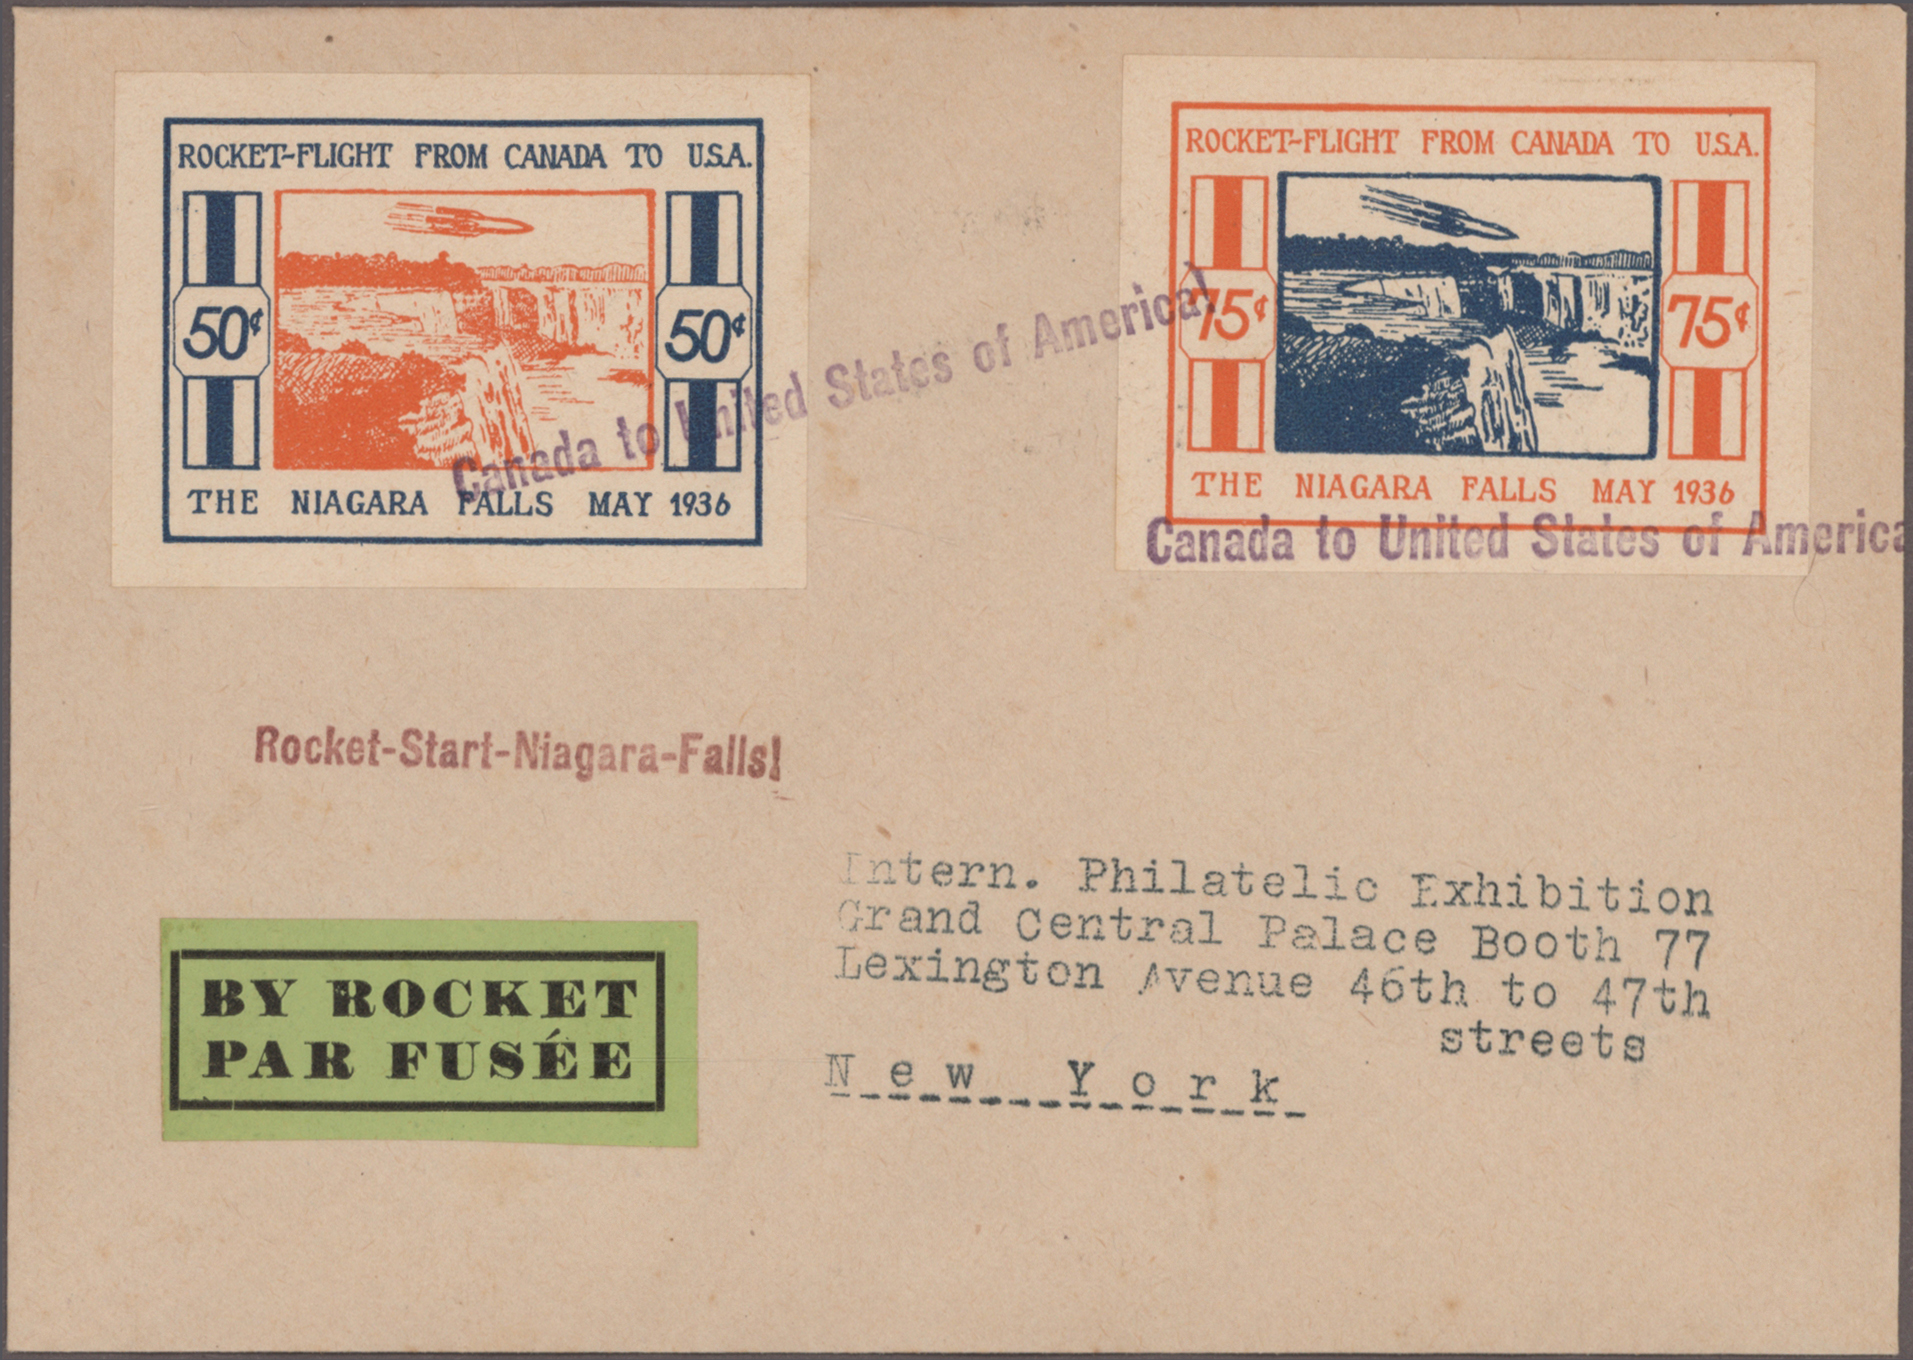 ROCKET-FLIGHT FROM CANADA TO U.S.A.
50¢ 50¢
THE NIAGARA FALLS MAY 1936
ROCKET-FLIGHT FROM CANADA TO U.S.A.
75¢ 75¢
THE NIAGARA FALLS MAY 1936
Canada to United States of America!
Canada to United States of America
Rocket-Start-Niagara-Falls!
BY ROCKET
PAR FUSÉE
Intern. Philatelic Exhibition
Grand Central Palace Booth 77
Lexington Avenue 46th to 47th
streets
New York